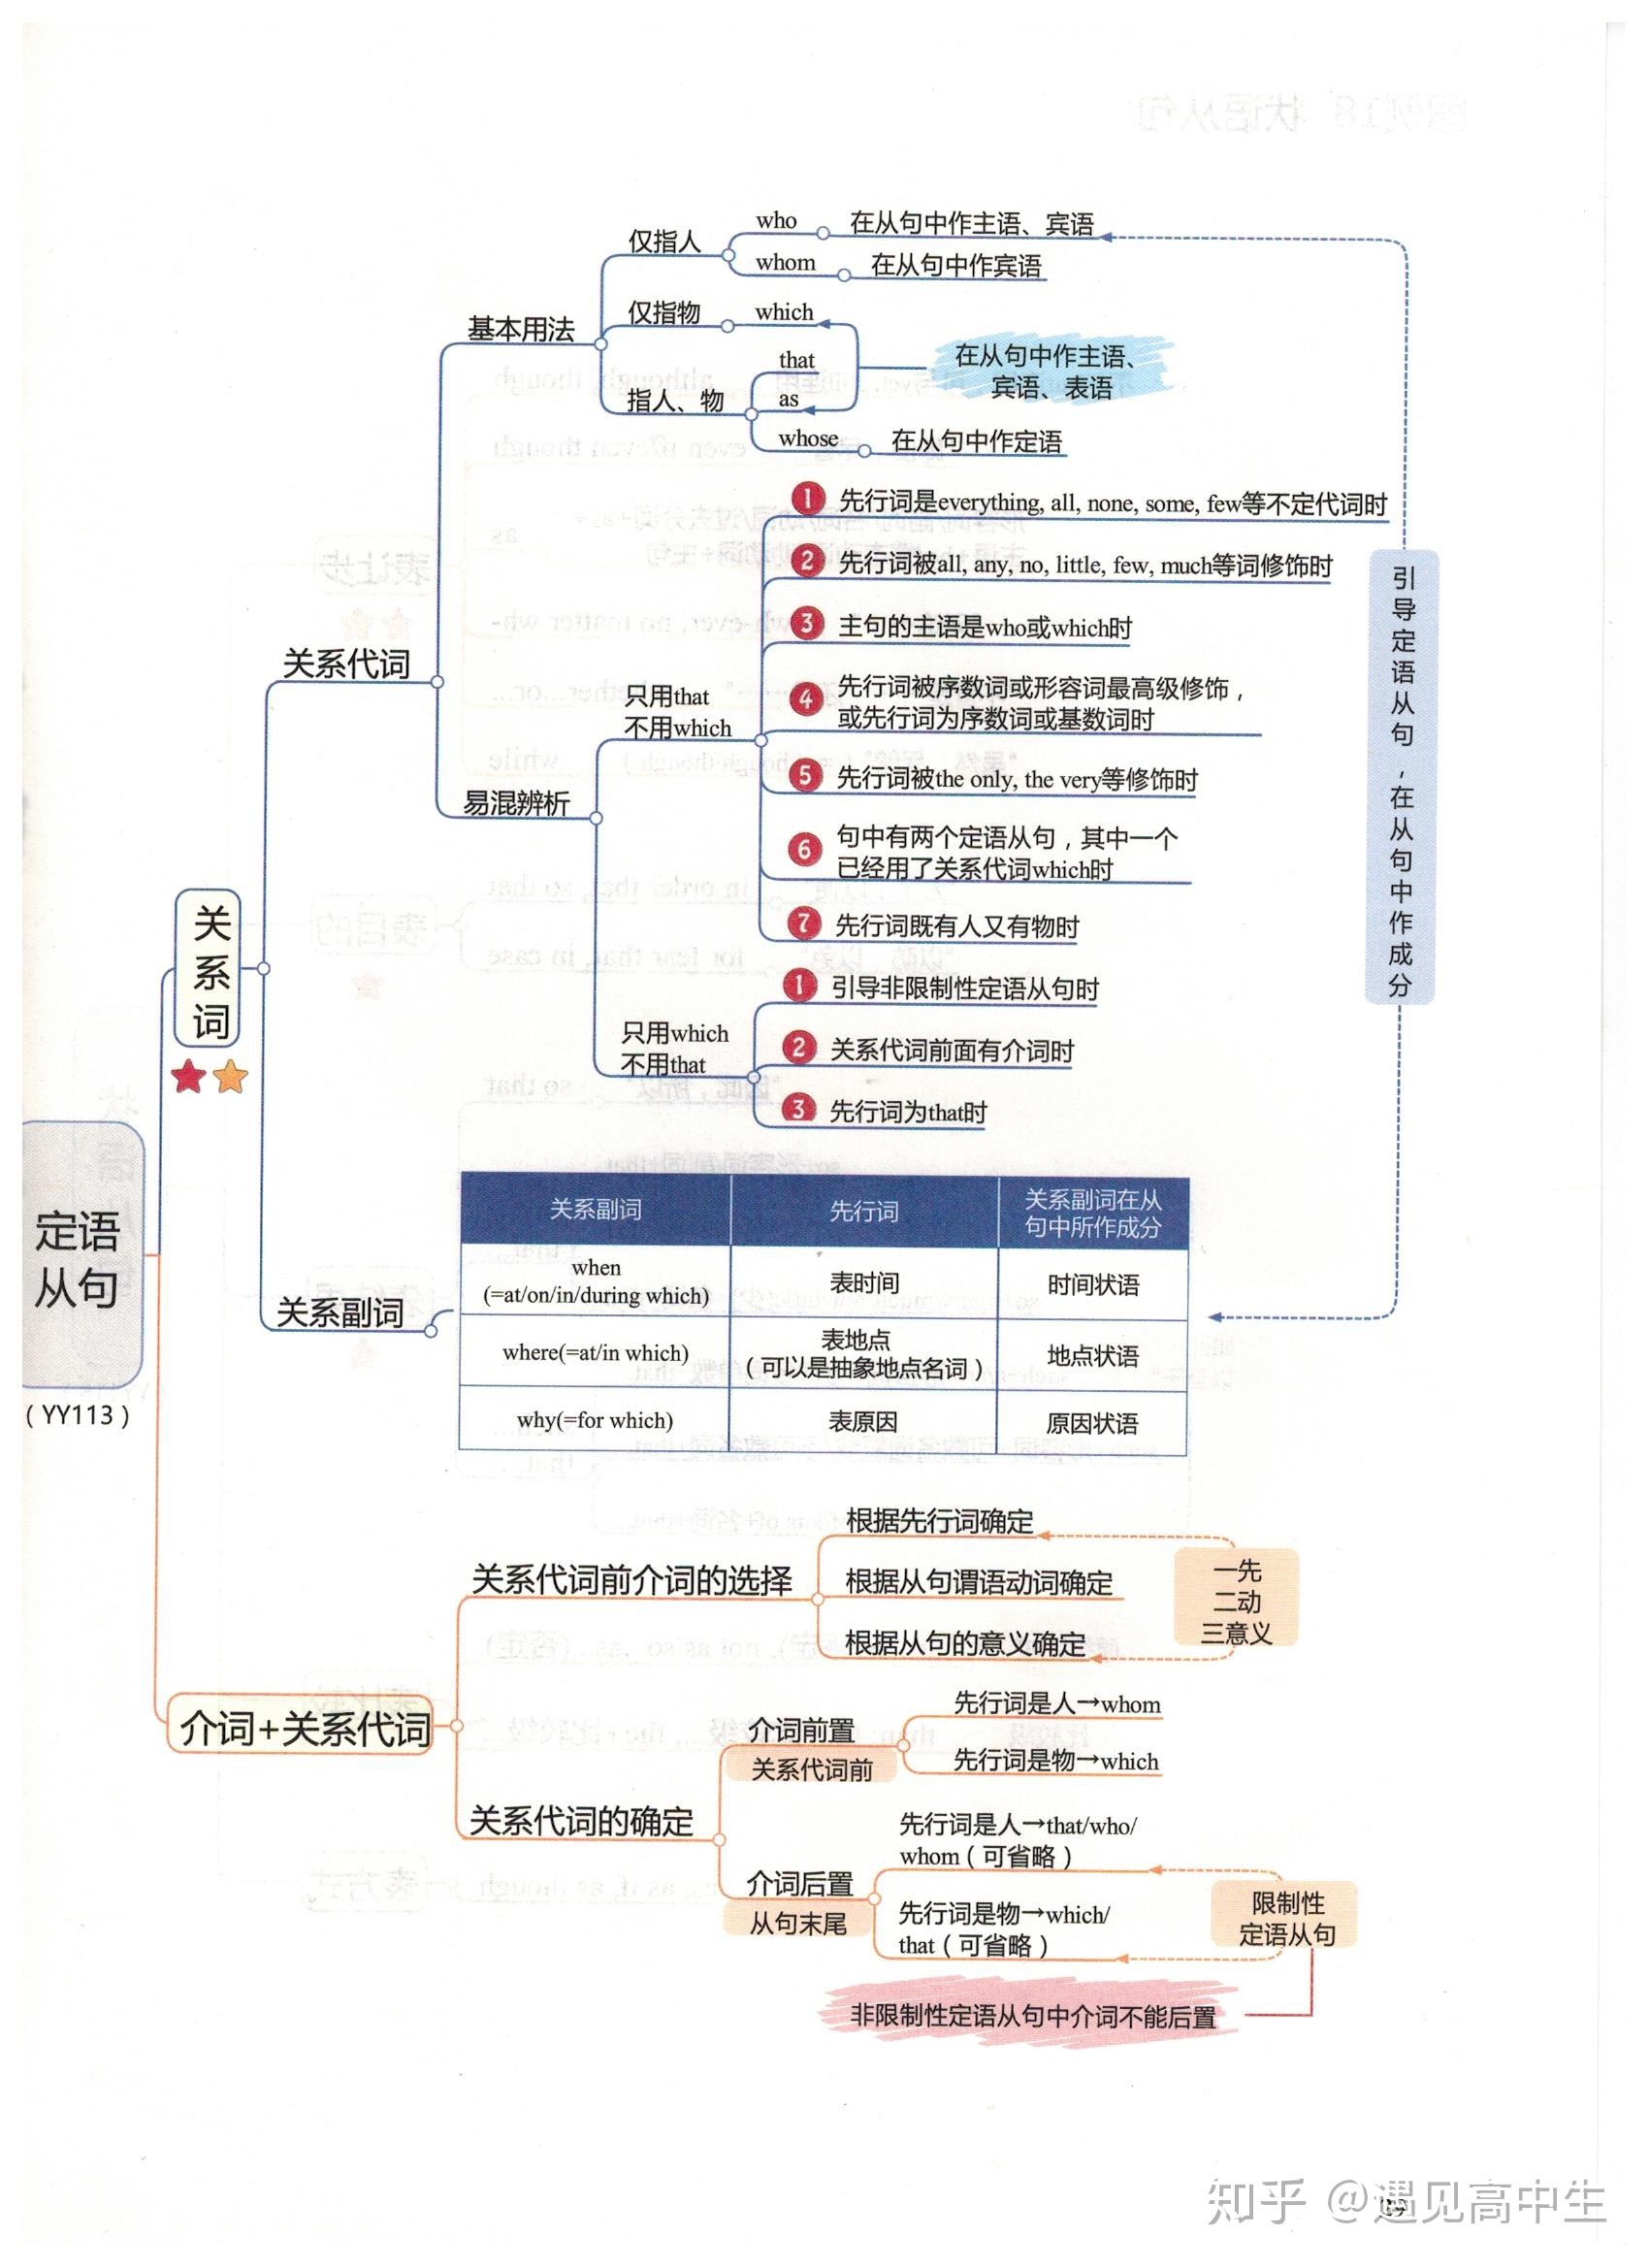 who
在从句中作主语、宾语
仅指人
whom
在从句中作宾语
仅指物
which
基本用法
that
在从句中作主语、
宾语、表语
指人、物
as
whose
在从句中作定语
1 先行词是everything, all, none, some, few等不定代词时
2 先行词被all, any, no, little, few, much等词修饰时
3 主句的主语是who或which时
关系代词
只用that
不用which
4 先行词被序数词或形容词最高级修饰，
或先行词为序数词或基数词时
5 先行词被the only, the very等修饰时
易混辨析
6 句中有两个定语从句，其中一个
已经用了关系代词which时
7 先行词既有人又有物时
引导定语从句，在从句中作成分
关系词
只用which
不用that
1 引导非限制性定语从句时
2 关系代词前面有介词时
3 先行词为that时
定语
从句
（YY113）
关系副词
关系副词
先行词
关系副词在从
句中所作成分
when
(=at/on/in/during which)
表时间
时间状语
where(=at/in which)
表地点
（可以是抽象地点名词）
地点状语
why(=for which)
表原因
原因状语
根据先行词确定
关系代词前介词的选择
根据从句谓语动词确定
根据从句的意义确定
一先
二动
三意义
介词+关系代词
介词前置
关系代词前
先行词是人→whom
先行词是物→which
关系代词的确定
先行词是人→that/who/
whom（可省略）
介词后置
从句末尾
先行词是物→which/
that（可省略）
限制性
定语从句
非限制性定语从句中介词不能后置
知乎 @遇见高中生